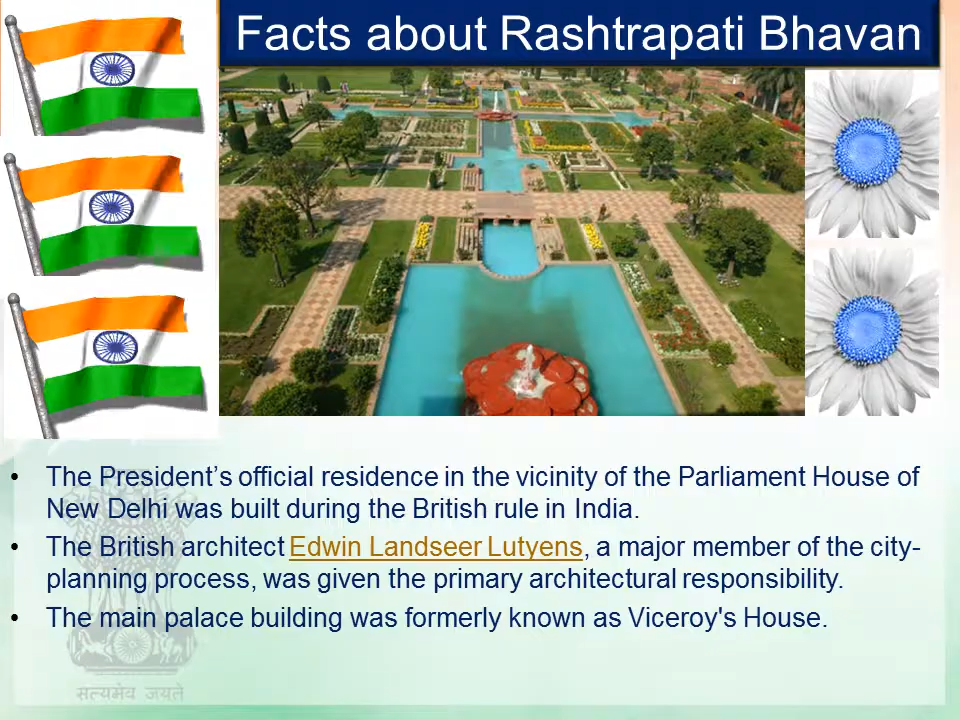 Facts about Rashtrapati Bhavan
• The President’s official residence in the vicinity of the Parliament House of
New Delhi was built during the British rule in India.
• The British architect Edwin Landseer Lutyens, a major member of the city-
planning process, was given the primary architectural responsibility.
• The main palace building was formerly known as Viceroy's House.
सत्यमेव जयते